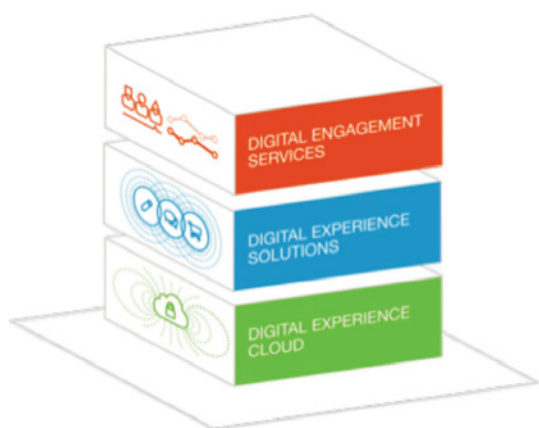 DIGITAL ENGAGEMENT
SERVICES
DIGITAL EXPERIENCE
SOLUTIONS
DIGITAL EXPERIENCE
CLOUD